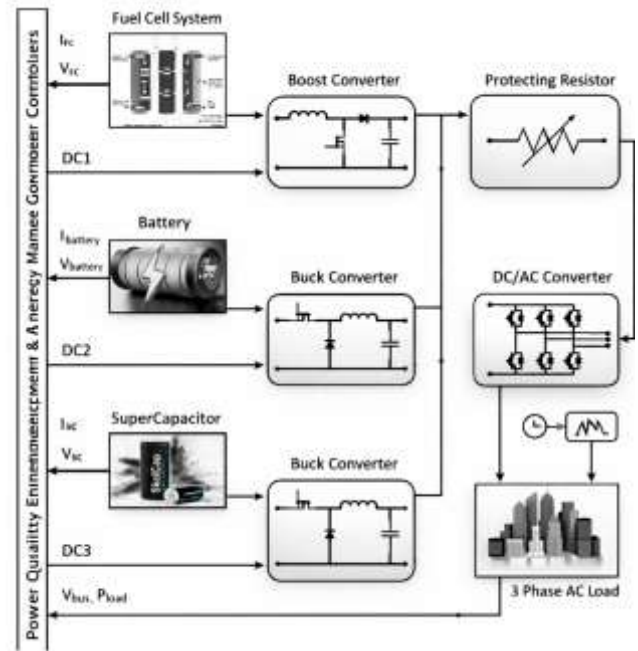 Fuel Cell System
I_FC
V_FC
Boost Converter
Protecting Resistor
DC1
Battery
I_battery
V_battery
Buck Converter
DC/AC Converter
DC2
SuperCapacitor
I_sc
V_sc
Buck Converter
DC3
3 Phase AC Load
V_bus, P_load
Power Quality